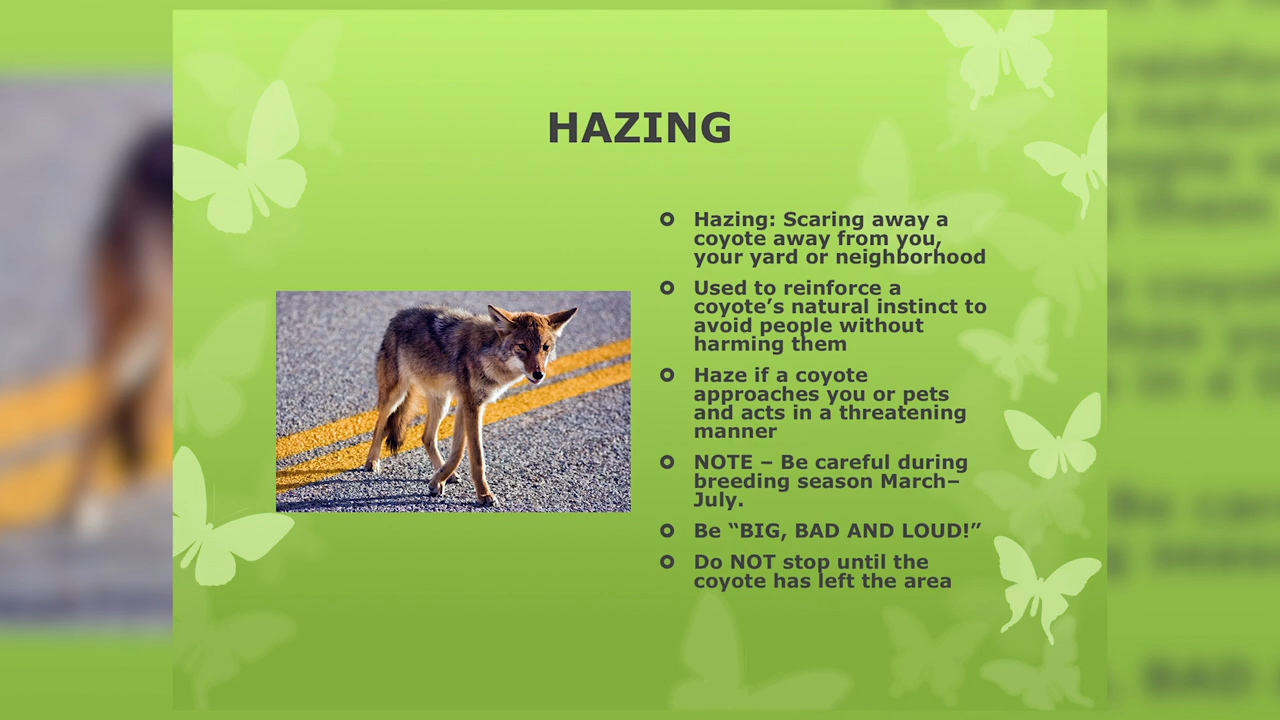 HAZING
Hazing: Scaring away a
coyote away from you,
your yard or neighborhood
Used to reinforce a
coyote’s natural instinct to
avoid people without
harming them
Haze if a coyote
approaches you or pets
and acts in a threatening
manner
NOTE – Be careful during
breeding season March–
July.
Be “BIG, BAD AND LOUD!”
Do NOT stop until the
coyote has left the area